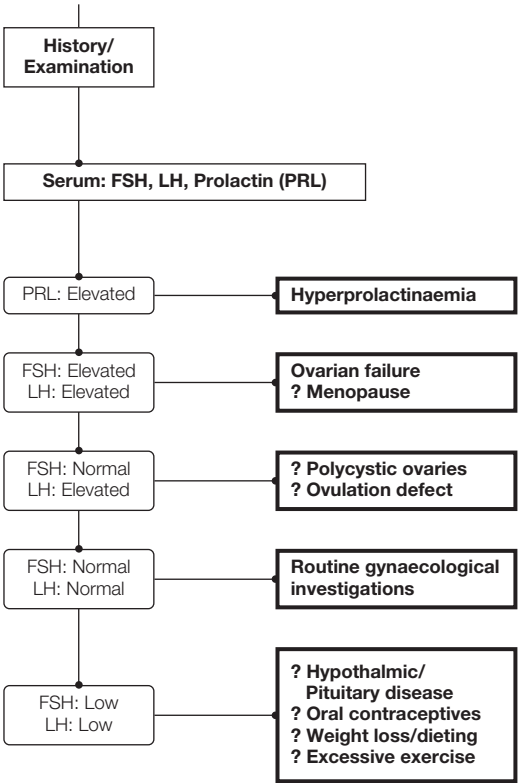 History/
Examination
Serum: FSH, LH, Prolactin (PRL)
PRL: Elevated
Hyperprolactinaemia
FSH: Elevated
LH: Elevated
Ovarian failure
? Menopause
FSH: Normal
LH: Elevated
? Polycystic ovaries
? Ovulation defect
FSH: Normal
LH: Normal
Routine gynaecological
investigations
FSH: Low
LH: Low
? Hypothalmic/
Pituitary disease
? Oral contraceptives
? Weight loss/dieting
? Excessive exercise